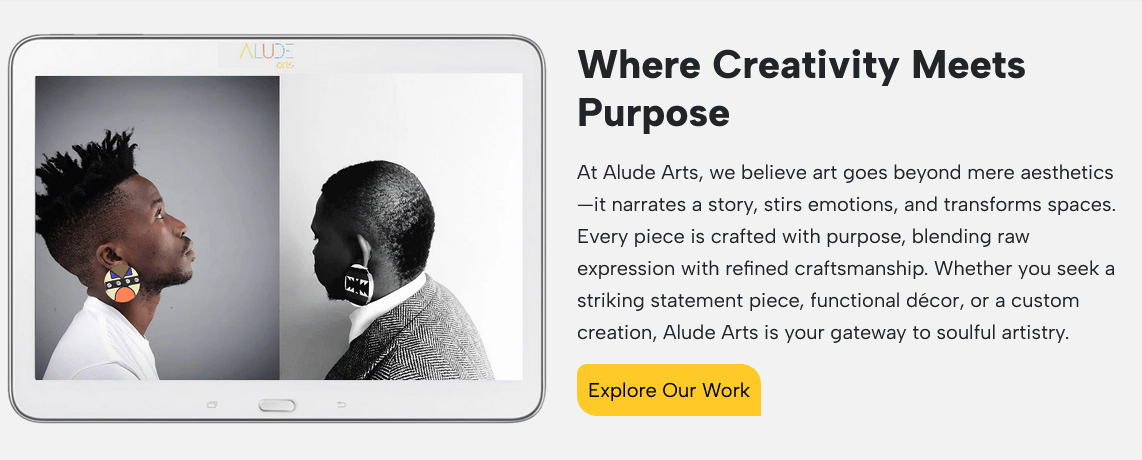 ALUDE
arts
Where Creativity Meets
Purpose
At Alude Arts, we believe art goes beyond mere aesthetics
—it narrates a story, stirs emotions, and transforms spaces.
Every piece is crafted with purpose, blending raw
expression with refined craftsmanship. Whether you seek a
striking statement piece, functional décor, or a custom
creation, Alude Arts is your gateway to soulful artistry.
Explore Our Work